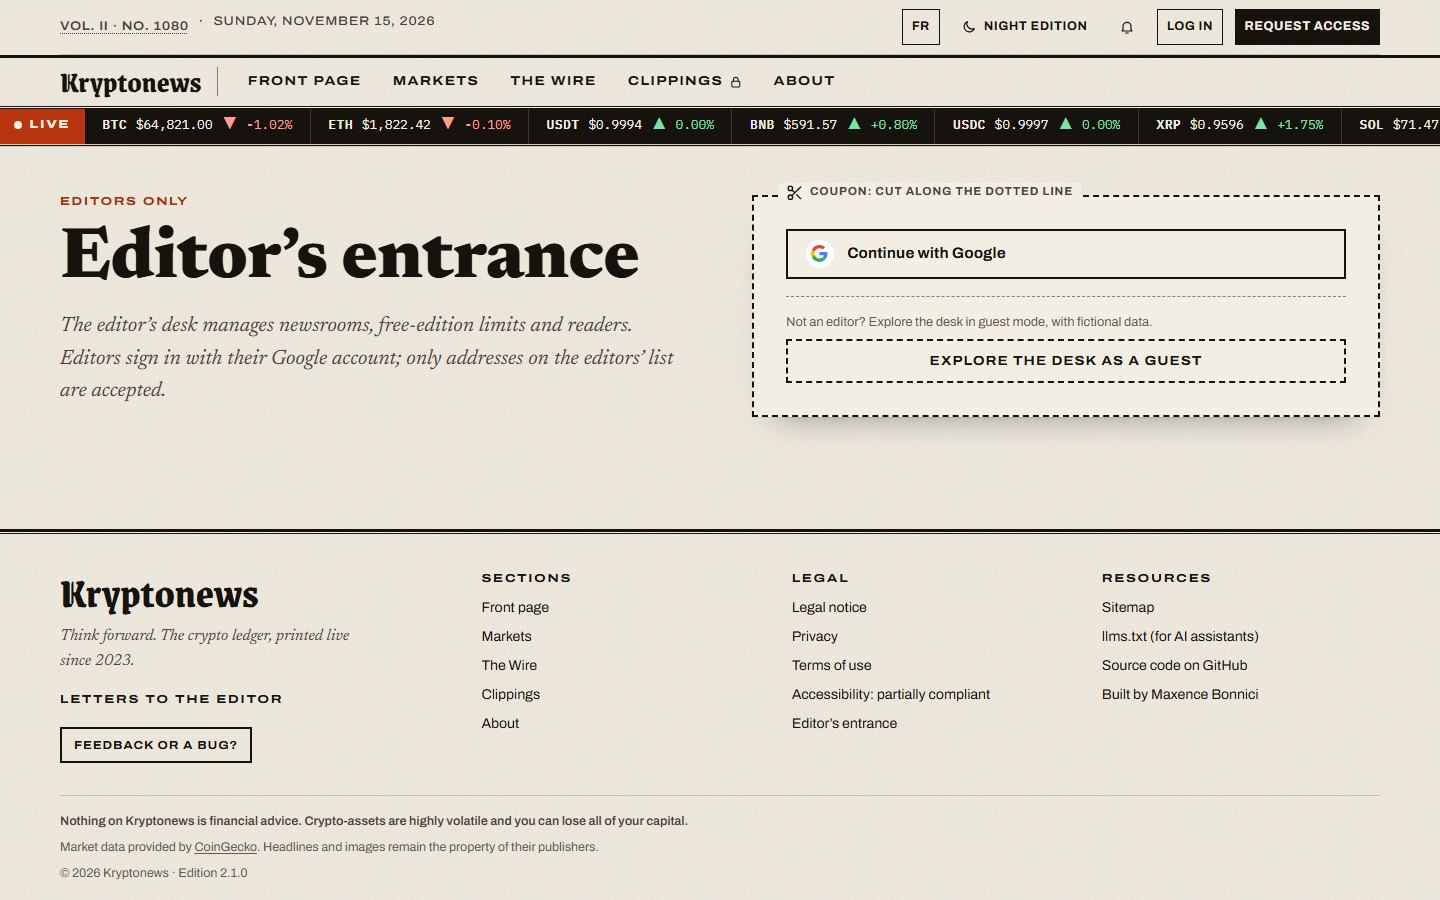 VOL. II · NO. 1080 · SUNDAY, NOVEMBER 15, 2026
FR NIGHT EDITION LOG IN REQUEST ACCESS
Kryptonews FRONT PAGE MARKETS THE WIRE CLIPPINGS ABOUT
LIVE BTC $64,821.00 ▼ -1.02% ETH $1,822.42 ▼ -0.10% USDT $0.9994 ▲ 0.00% BNB $591.57 ▲ +0.80% USDC $0.9997 ▲ 0.00% XRP $0.9596 ▲ +1.75% SOL $71.47
EDITORS ONLY
Editor’s entrance
The editor’s desk manages newsrooms, free-edition limits and readers.
Editors sign in with their Google account; only addresses on the editors’ list
are accepted.
COUPON: CUT ALONG THE DOTTED LINE
Continue with Google
Not an editor? Explore the desk in guest mode, with fictional data.
EXPLORE THE DESK AS A GUEST
Kryptonews
Think forward. The crypto ledger, printed live
since 2023.
LETTERS TO THE EDITOR
FEEDBACK OR A BUG?
SECTIONS
Front page
Markets
The Wire
Clippings
About
LEGAL
Legal notice
Privacy
Terms of use
Accessibility: partially compliant
Editor’s entrance
RESOURCES
Sitemap
llms.txt (for AI assistants)
Source code on GitHub
Built by Maxence Bonnici
Nothing on Kryptonews is financial advice. Crypto-assets are highly volatile and you can lose all of your capital.
Market data provided by CoinGecko. Headlines and images remain the property of their publishers.
© 2026 Kryptonews · Edition 2.1.0